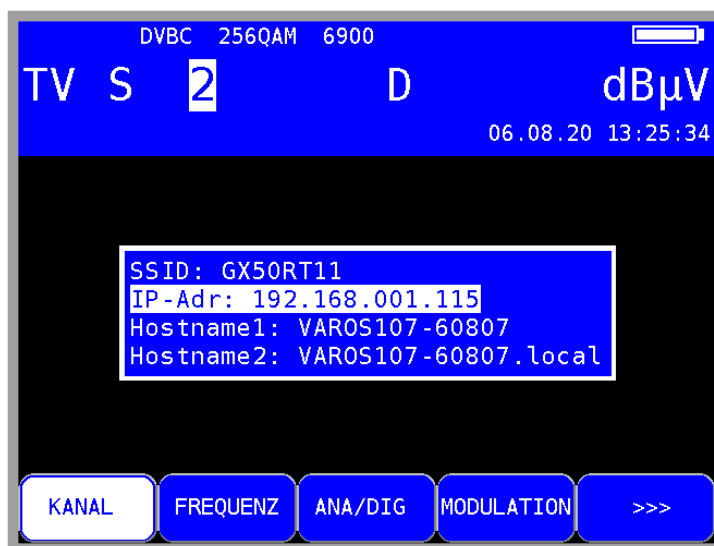 DVBC 256QAM 6900
TV S 2 D dBµV
06.08.20 13:25:34
SSID: GX50RT11
IP-Adr: 192.168.001.115
Hostname1: VAROS107-60807
Hostname2: VAROS107-60807.local
KANAL FREQUENZ ANA/DIG MODULATION >>>